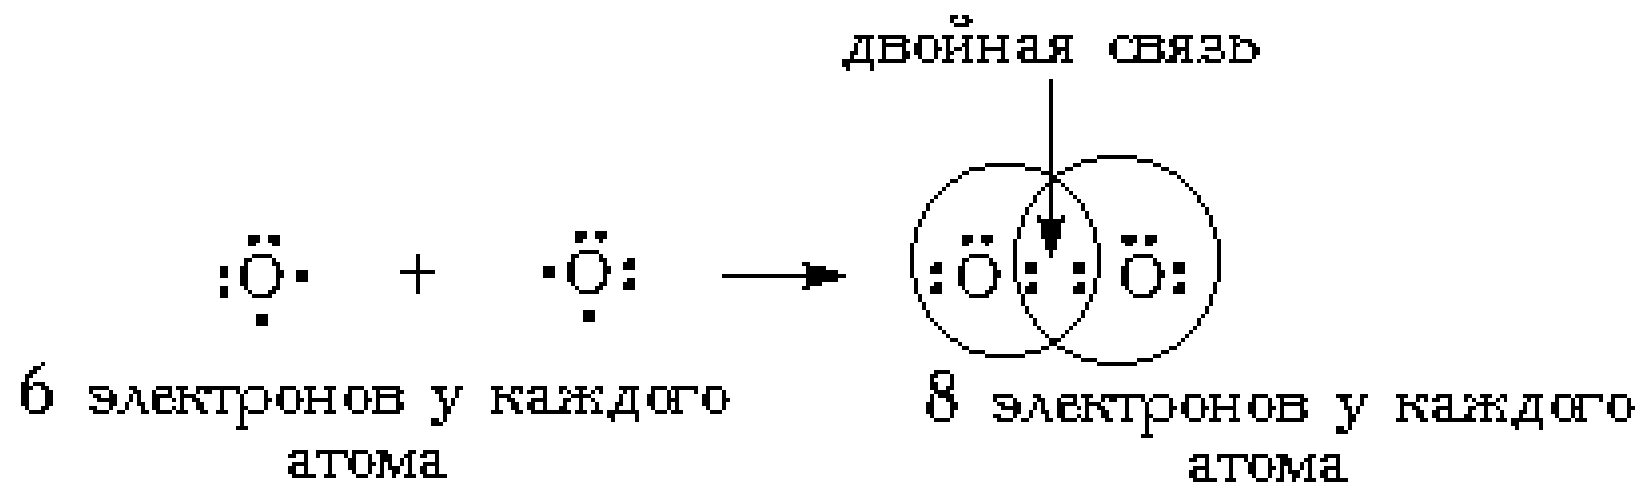 двойная связь
:Ö· + ·Ö: → :Ö: :Ö:
6 электронов у каждого
атома
8 электронов у каждого
атома